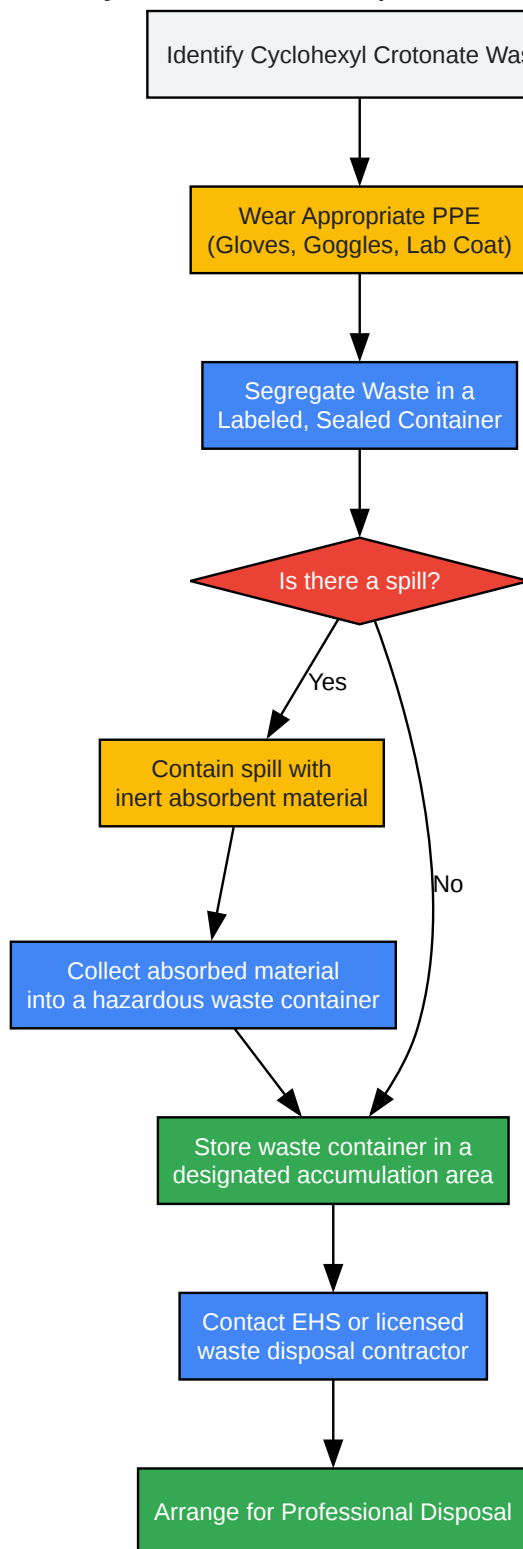 Identify Cyclohexyl Crotonate Was
Wear Appropriate PPE
(Gloves, Goggles, Lab Coat)
Segregate Waste in a
Labeled, Sealed Container
Is there a spill?
Yes
Contain spill with
inert absorbent material
No
Collect absorbed material
into a hazardous waste container
Store waste container in a
designated accumulation area
Contact EHS or licensed
waste disposal contractor
Arrange for Professional Disposal